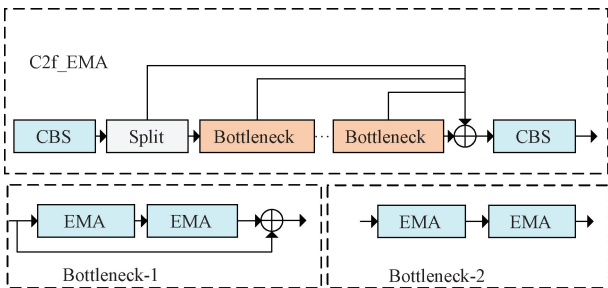 C2f_EMA
CBS Split Bottleneck ··· Bottleneck CBS
EMA EMA
Bottleneck-1
EMA EMA
Bottleneck-2